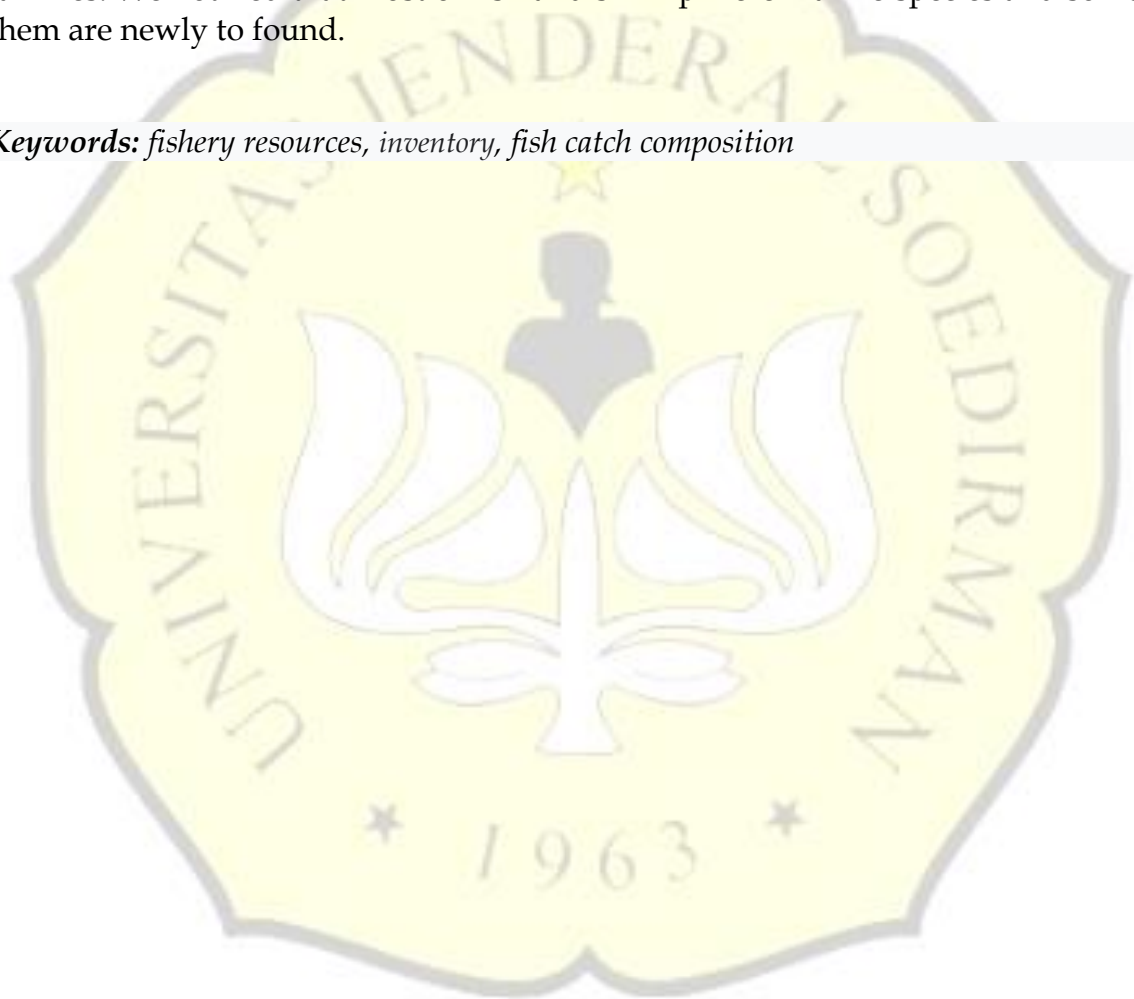 them are newly to found.
Keywords: fishery resources, inventory, fish catch composition
UNIVERSITAS JENDERAL SOEDIRMAN
1963